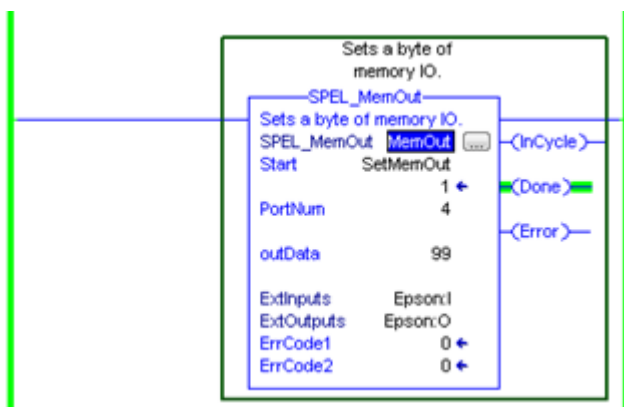 Sets a byte of
memory IO.
SPEL_MemOut
Sets a byte of memory IO.
SPEL_MemOut MemOut ...
(InCycle)
Start SetMemOut
1
(Done)
PortNum 4
(Error)
outData 99
ExtInputs Epson:I
ExtOutputs Epson:O
ErrCode1 0
ErrCode2 0